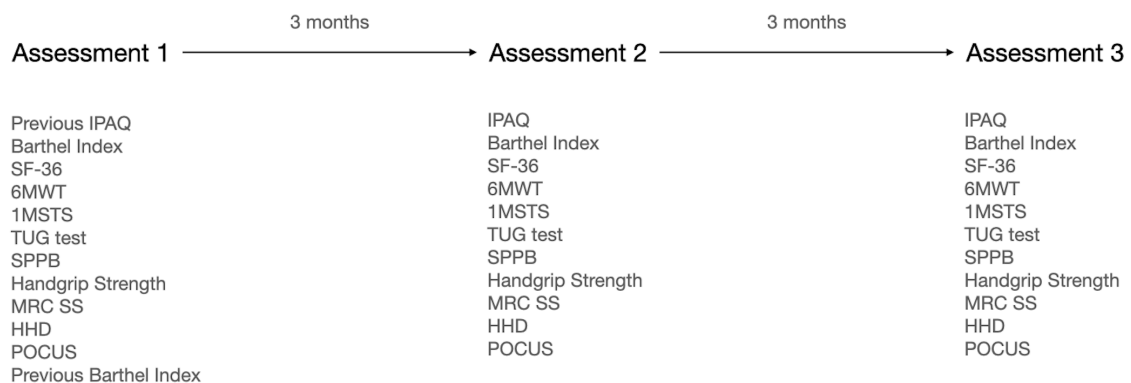 3 months
3 months
Assessment 1
Assessment 2
Assessment 3
Previous IPAQ
Barthel Index
SF-36
6MWT
1MSTS
TUG test
SPPB
Handgrip Strength
MRC SS
HHD
POCUS
Previous Barthel Index
IPAQ
Barthel Index
SF-36
6MWT
1MSTS
TUG test
SPPB
Handgrip Strength
MRC SS
HHD
POCUS
IPAQ
Barthel Index
SF-36
6MWT
1MSTS
TUG test
SPPB
Handgrip Strength
MRC SS
HHD
POCUS